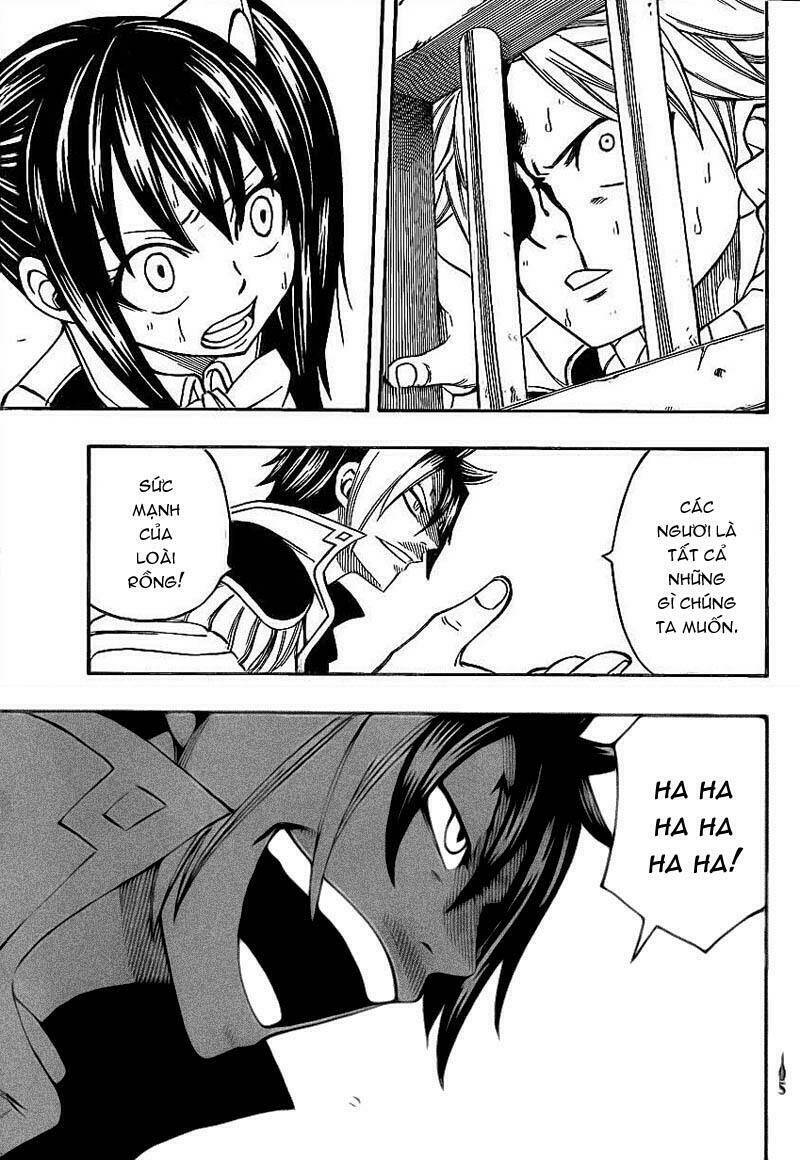 CÁC
NGƯƠI LÀ
TẤT CẢ
NHỮNG
GÌ CHÚNG
TA MUỐN.
SỨC
MẠNH
CỦA
LOÀI
RỒNG!
HA HA
HA HA
HA HA!